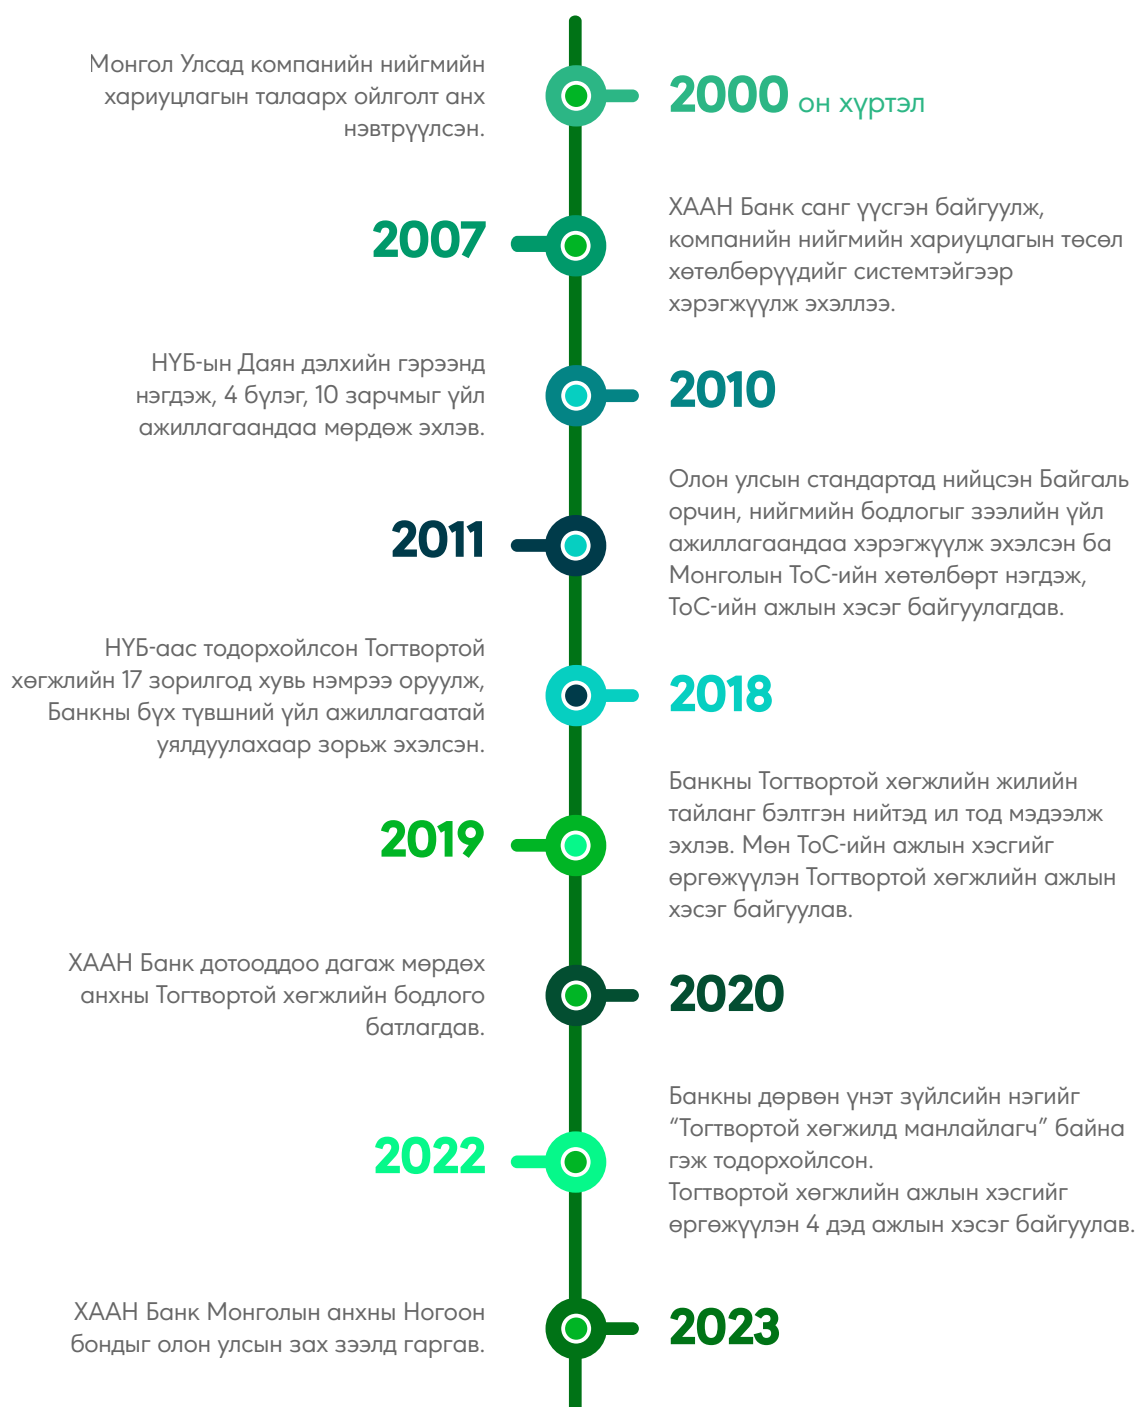 2000 он хүртэл
Монгол Улсад компанийн нийгмийн
хариуцлагын талаарх ойлголт анх
нэвтрүүлсэн.
2007
ХААН Банк санг үүсгэн байгуулж,
компанийн нийгмийн хариуцлагын төсөл
хөтөлбөрүүдийг системтэйгээр
хэрэгжүүлж эхэллээ.
2010
НҮБ-ын Даян дэлхийн гэрээнд
нэгдэж, 4 бүлэг, 10 зарчмыг үйл
ажиллагаандаа мөрдөж эхлэв.
2011
Олон улсын стандартад нийцсэн Байгаль
орчин, нийгмийн бодлогыг зээлийн үйл
ажиллагаандаа хэрэгжүүлж эхэлсэн ба
Монголын ТоС-ийн хөтөлбөрт нэгдэж,
ТоС-ийн ажлын хэсэг байгуулагдав.
2018
НҮБ-аас тодорхойлсон Тогтвортой
хөгжлийн 17 зорилгод хувь нэмрээ оруулж,
Банкны бүх түвшний үйл ажиллагаатай
уялдуулахаар зорьж эхэлсэн.
2019
Банкны Тогтвортой хөгжлийн жилийн
тайланг бэлтгэн нийтэд ил тод мэдээлж
эхлэв. Мөн ТоС-ийн ажлын хэсгийг
өргөжүүлэн Тогтвортой хөгжлийн ажлын
хэсэг байгуулав.
2020
ХААН Банк дотооддоо дагаж мөрдөх
анхны Тогтвортой хөгжлийн бодлого
батлагдав.
2022
Банкны дөрвөн үнэт зүйлсийн нэгийг
“Тогтвортой хөгжилд манлайлагч” байна
гэж тодорхойлсон.
Тогтвортой хөгжлийн ажлын хэсгийг
өргөжүүлэн 4 дэд ажлын хэсэг байгуулав.
2023
ХААН Банк Монголын анхны Ногоон
бондыг олон улсын зах зээлд гаргав.